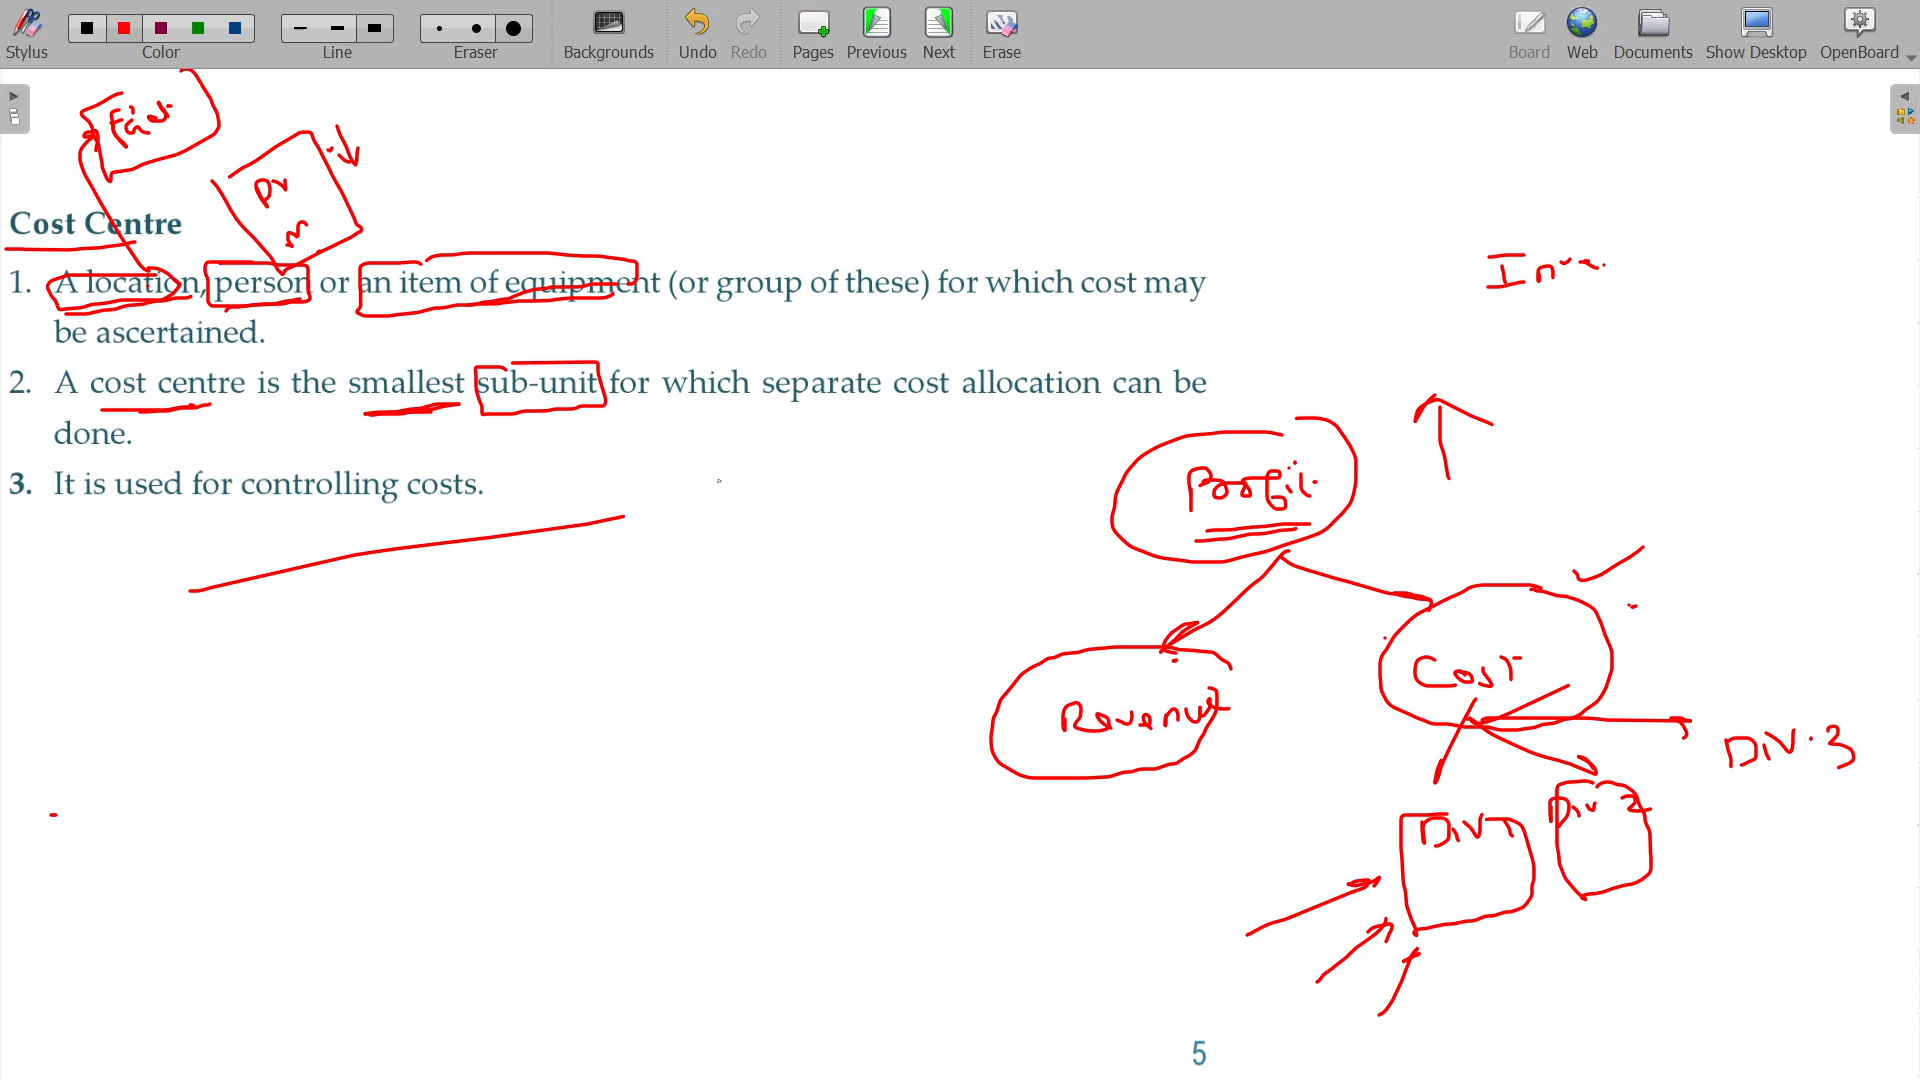 Stylus Color Line Eraser Backgrounds Undo Redo Pages Previous Next Erase Board Web Documents Show Desktop OpenBoard
Pr
m
Cost Centre
1. A location, person or an item of equipment (or group of these) for which cost may
be ascertained.
2. A cost centre is the smallest sub-unit for which separate cost allocation can be
done.
3. It is used for controlling costs.
Profit
Cost
Revenue
Div. 3
Div 1
Div 2
5